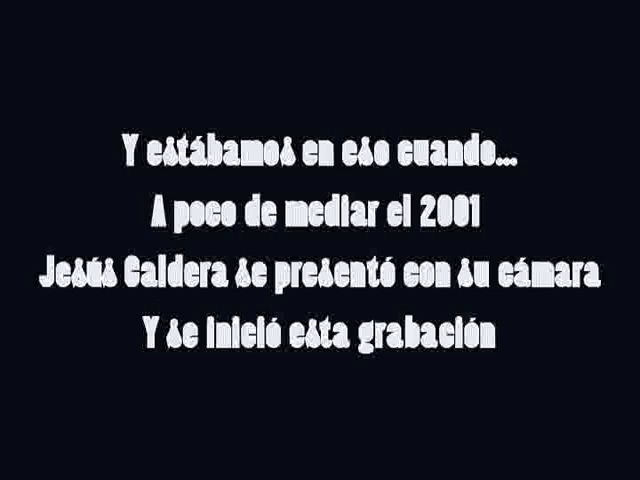 Y estábamos en eso cuando...
A poco de mediar el 2001
Jesús Caldera se presentó con su cámara
Y se inició esta grabación